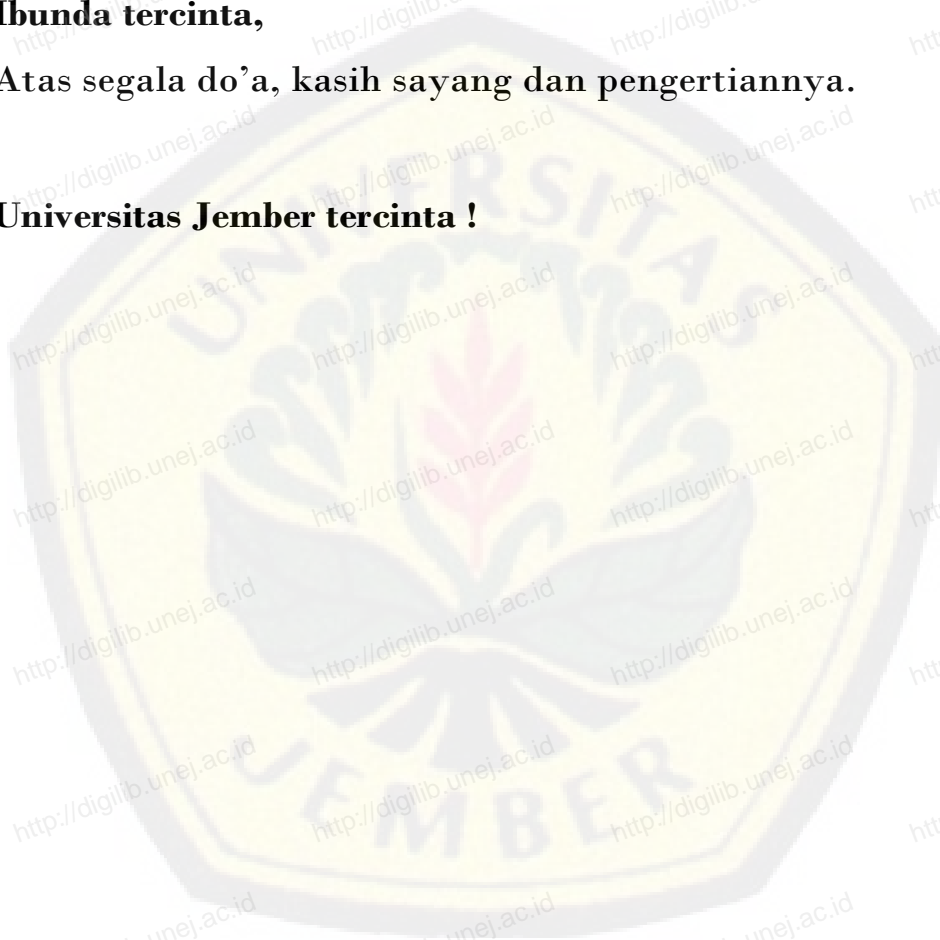 Ibunda tercinta,
Atas segala do’a, kasih sayang dan pengertiannya.
Universitas Jember tercinta !
UNIVERSITAS
JEMBER
http://digilib.unej.ac.id